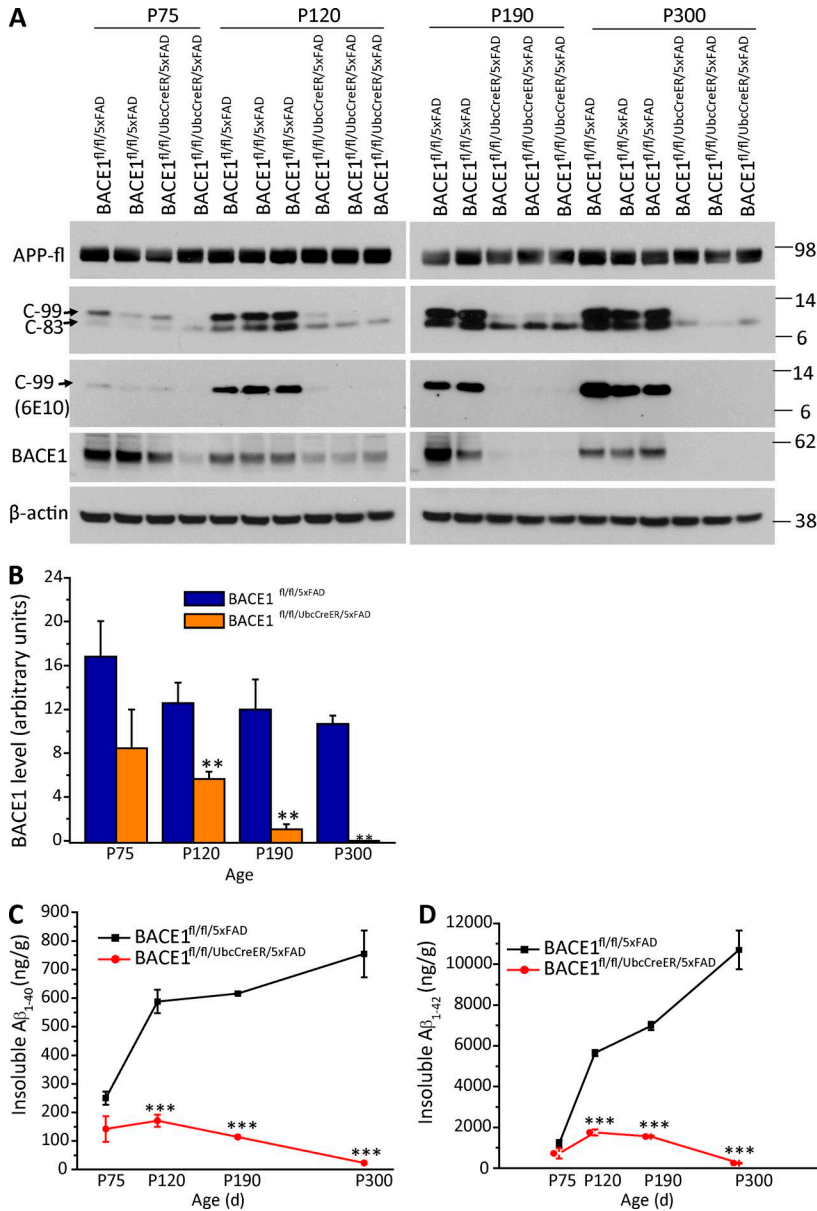 A
P75 P120 P190 P300
BACE1fl/fl/5xFAD
BACE1fl/fl/5xFAD
BACE1fl/fl/UbcCreER/5xFAD
BACE1fl/fl/UbcCreER/5xFAD
BACE1fl/fl/5xFAD
BACE1fl/fl/5xFAD
BACE1fl/fl/5xFAD
BACE1fl/fl/UbcCreER/5xFAD
BACE1fl/fl/UbcCreER/5xFAD
BACE1fl/fl/UbcCreER/5xFAD
BACE1fl/fl/5xFAD
BACE1fl/fl/5xFAD
BACE1fl/fl/UbcCreER/5xFAD
BACE1fl/fl/UbcCreER/5xFAD
BACE1fl/fl/UbcCreER/5xFAD
BACE1fl/fl/5xFAD
BACE1fl/fl/5xFAD
BACE1fl/fl/5xFAD
BACE1fl/fl/UbcCreER/5xFAD
BACE1fl/fl/UbcCreER/5xFAD
BACE1fl/fl/UbcCreER/5xFAD
APP-fl 98
C-99 14
C-83 6
C-99 14
(6E10) 6
BACE1 62
β-actin 38
B
BACE1 level (arbitrary units)
24
20
16
12
8
4
0
BACE1 fl/fl/5xFAD
BACE1 fl/fl/UbcCreER/5xFAD
**
**
**
P75 P120 P190 P300
Age
C
Insoluble Aβ1-40 (ng/g)
900
800
700
600
500
400
300
200
100
0
BACE1fl/fl/5xFAD
BACE1fl/fl/UbcCreER/5xFAD
***
***
***
P75 P120 P190 P300
Age (d)
D
Insoluble Aβ1-42 (ng/g)
12000
10000
8000
6000
4000
2000
0
BACE1fl/fl/5xFAD
BACE1fl/fl/UbcCreER/5xFAD
***
***
***
P75 P120 P190 P300
Age (d)